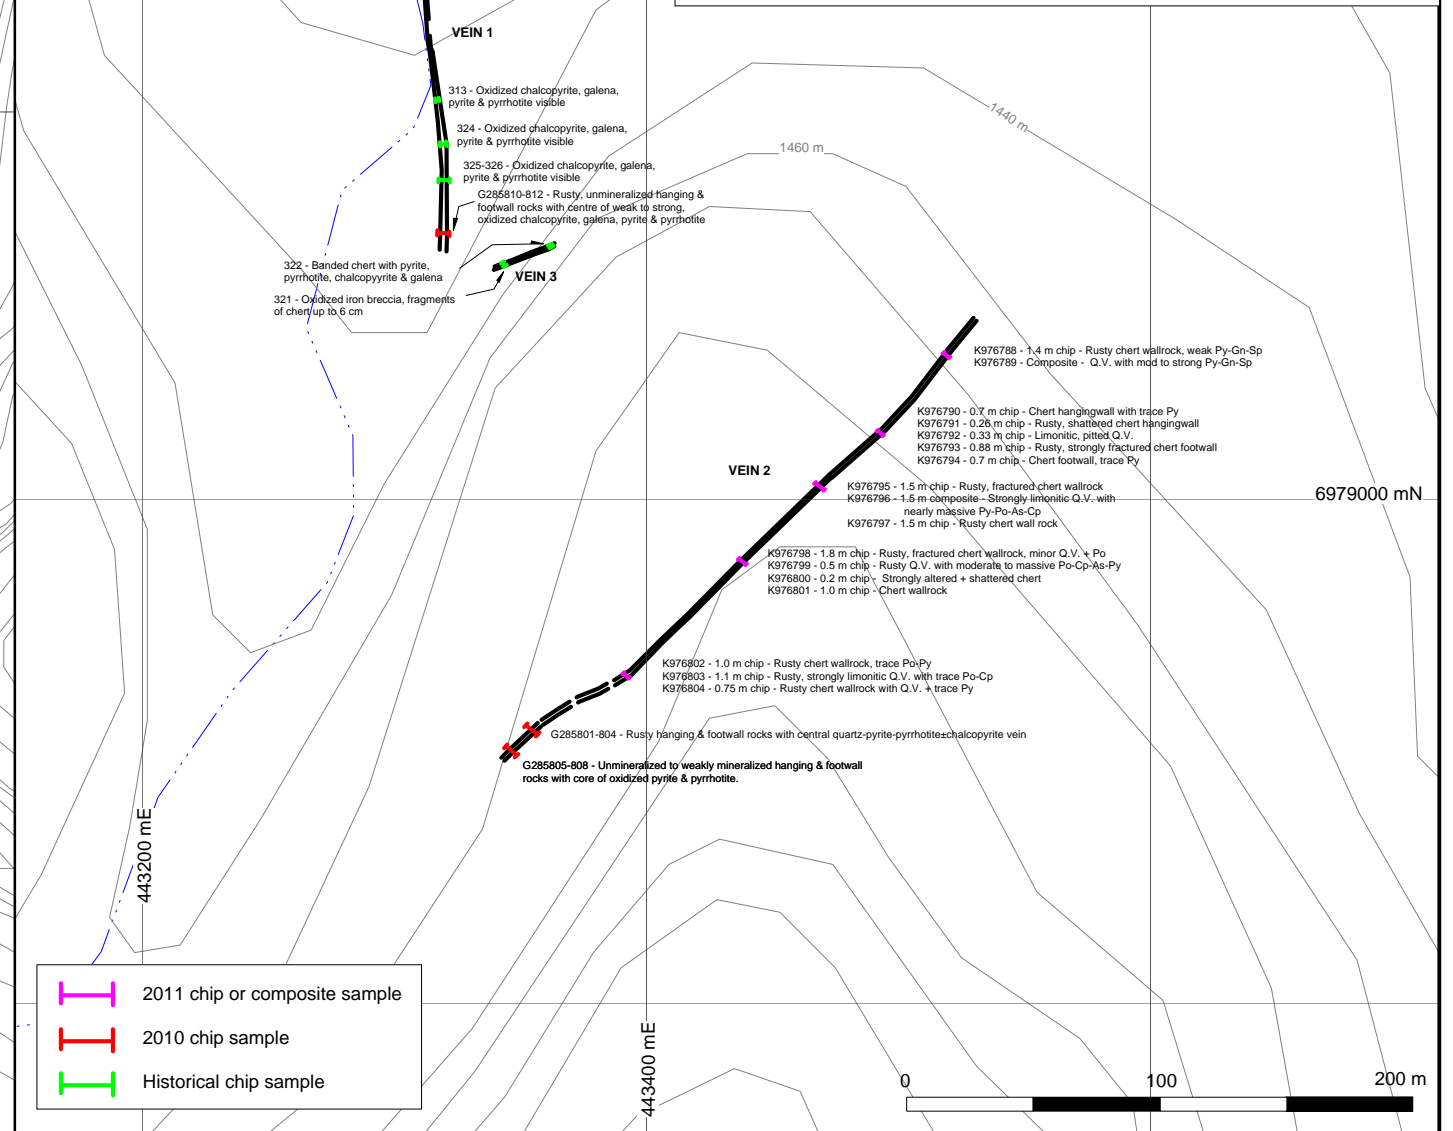 VEIN 1
313 - Oxidized chalcopyrite, galena,
pyrite & pyrrhotite visible
324 - Oxidized chalcopyrite, galena,
pyrite & pyrrhotite visible
325-326 - Oxidized chalcopyrite, galena,
pyrite & pyrrhotite visible
G285810-812 - Rusty, unmineralized hanging &
footwall rocks with centre of weak to strong,
oxidized chalcopyrite, galena, pyrite & pyrrhotite
322 - Banded chert with pyrite,
pyrrhotite, chalcopyyrite & galena
VEIN 3
321 - Oxidized iron breccia, fragments
of chert up to 6 cm
1440 m
1460 m
K976788 - 1.4 m chip - Rusty chert wallrock, weak Py-Gn-Sp
K976789 - Composite - Q.V. with mod to strong Py-Gn-Sp
K976790 - 0.7 m chip - Chert hangingwall with trace Py
K976791 - 0.26 m chip - Rusty, shattered chert hangingwall
K976792 - 0.33 m chip - Limonitic, pitted Q.V.
K976793 - 0.88 m chip - Rusty, strongly fractured chert footwall
K976794 - 0.7 m chip - Chert footwall, trace Py
VEIN 2
K976795 - 1.5 m chip - Rusty, fractured chert wallrock
K976796 - 1.5 m composite - Strongly limonitic Q.V. with
nearly massive Py-Po-As-Cp
K976797 - 1.5 m chip - Rusty chert wall rock
6979000 mN
K976798 - 1.8 m chip - Rusty, fractured chert wallrock, minor Q.V. + Po
K976799 - 0.5 m chip - Rusty Q.V. with moderate to massive Po-Cp-As-Py
K976800 - 0.2 m chip - Strongly altered + shattered chert
K976801 - 1.0 m chip - Chert wallrock
K976802 - 1.0 m chip - Rusty chert wallrock, trace Po-Py
K976803 - 1.1 m chip - Rusty, strongly limonitic Q.V. with trace Po-Cp
K976804 - 0.75 m chip - Rusty chert wallrock with Q.V. + trace Py
G285801-804 - Rusty hanging & footwall rocks with central quartz-pyrite-pyrrhotite±chalcopyrite vein
G285805-808 - Unmineralized to weakly mineralized hanging & footwall
rocks with core of oxidized pyrite & pyrrhotite.
443200 mE
443400 mE
2011 chip or composite sample
2010 chip sample
Historical chip sample
0 100 200 m